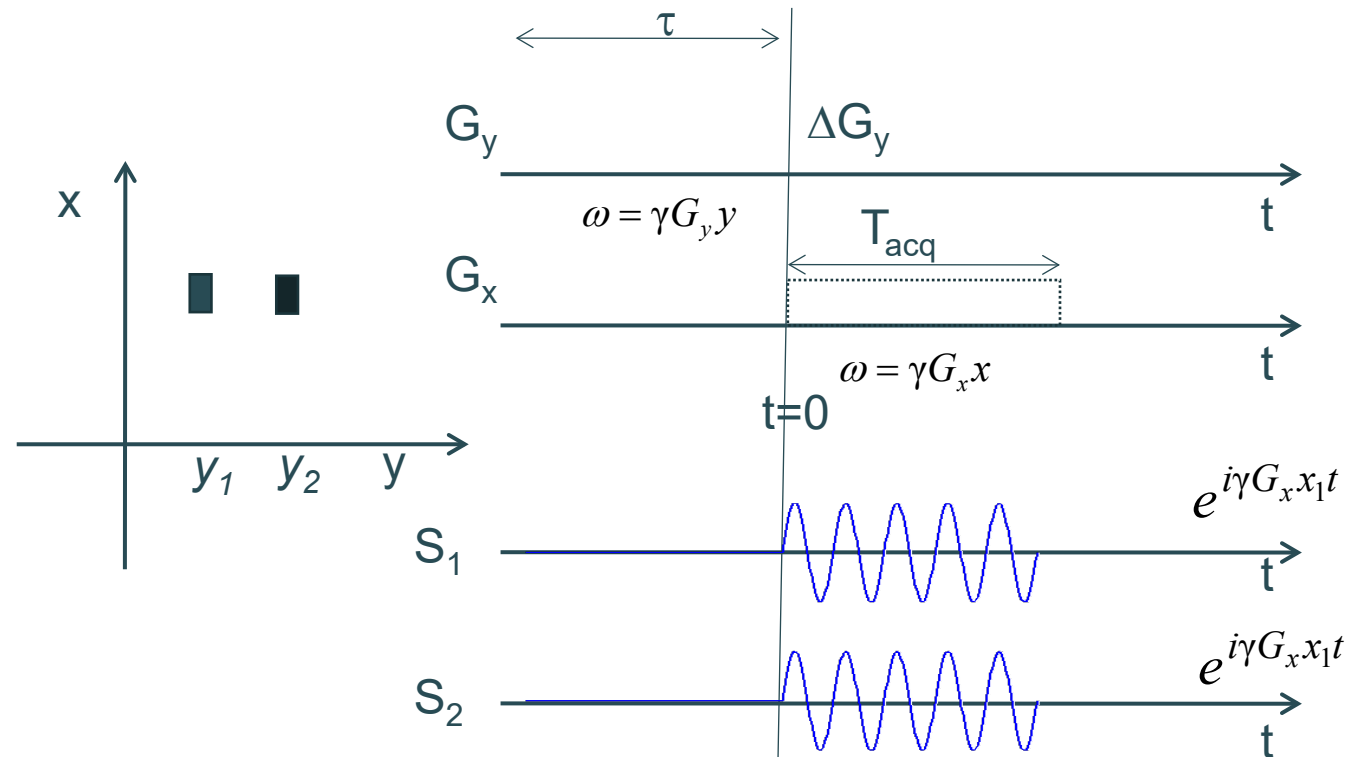 τ
G_y
ΔG_y
t
ω = γG_y y
T_acq
G_x
t
ω = γG_x x
t=0
x
y
y_1
y_2
S_1
e^{iγG_x x_1 t}
t
S_2
e^{iγG_x x_1 t}
t